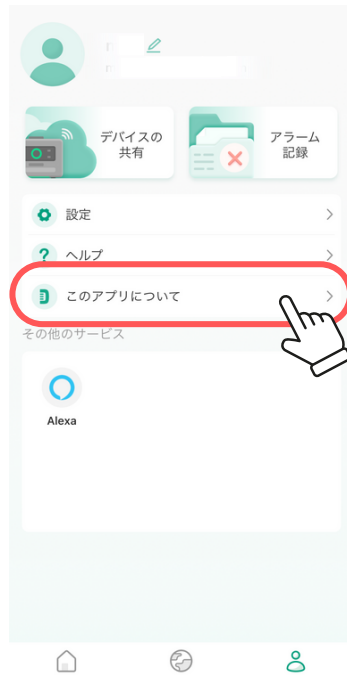 デバイスの
共有
アラーム
記録
設定
ヘルプ
このアプリについて
その他のサービス
Alexa